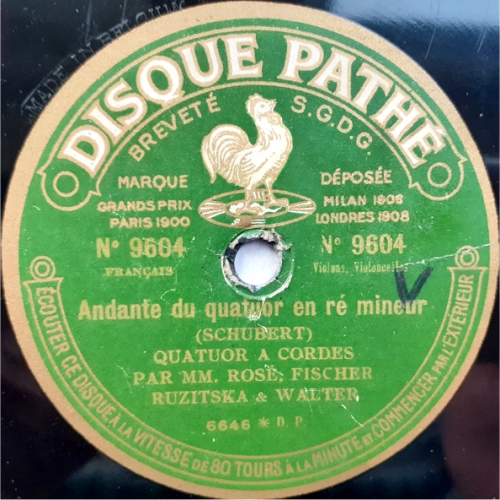 MADE IN BELGIUM
DISQUE PATHÉ
BREVETÉ S.G.D.G
MARQUE DÉPOSÉE
GRANDS PRIX
PARIS 1900
MILAN 1906
LONDRES 1908
Nº 9604
FRANÇAIS
Nº 9604
Violons, Violoncelles
V
Andante du quatuor en ré mineur
(SCHUBERT)
QUATUOR A CORDES
PAR MM. ROSÉ, FISCHER
RUZITSKA & WALTER
6646 * D. P
ÉCOUTER CE DISQUE A LA VITESSE DE 80 TOURS A LA MINUTE ET COMMENCER PAR L'EXTÉRIEUR